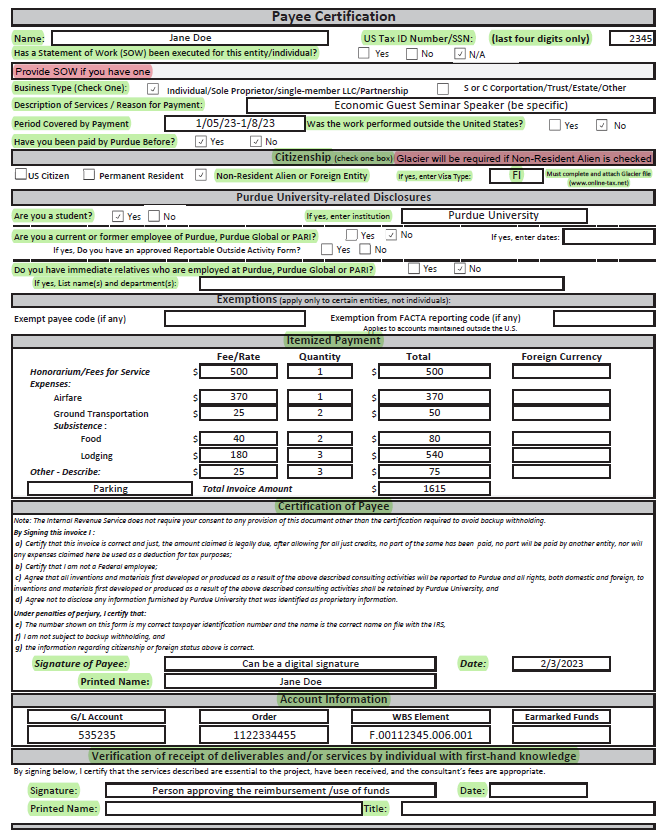 Payee Certification
Name: Jane Doe US Tax ID Number/SSN: (last four digits only) 2345
Has a Statement of Work (SOW) been executed for this entity/individual? Yes No ✓ N/A
Provide SOW if you have one
Business Type (Check One): ✓ Individual/Sole Proprietor/single-member LLC/Partnership S or C Corportation/Trust/Estate/Other
Description of Services / Reason for Payment: Economic Guest Seminar Speaker (be specific)
Period Covered by Payment 1/05/23-1/8/23 Was the work performed outside the United States? Yes ✓ No
Have you been paid by Purdue Before? ✓ Yes ✓ No
Citizenship (check one box) Glacier will be required if Non-Resident Alien is checked
US Citizen Permanent Resident ✓ Non-Resident Alien or Foreign Entity If yes, enter Visa Type: FI Must complete and attach Glacier file
(www.online-tax.net)
Purdue University-related Disclosures
Are you a student? ✓ Yes No If yes, enter institution Purdue University
Are you a current or former employee of Purdue, Purdue Global or PARI? Yes ✓ No If yes, enter dates:
If yes, Do you have an approved Reportable Outside Activity Form? Yes No
Do you have immediate relatives who are employed at Purdue, Purdue Global or PARI? Yes ✓ No
If yes, List name(s) and department(s):
Exemptions (apply only to certain entities, not individuals):
Exempt payee code (if any) Exemption from FACTA reporting code (if any)
Applies to accounts maintained outside the U.S.
Itemized Payment
Fee/Rate Quantity Total Foreign Currency
Honorarium/Fees for Service $ 500 1 $ 500
Expenses:
Airfare $ 370 1 $ 370
Ground Transportation $ 25 2 $ 50
Subsistence :
Food $ 40 2 $ 80
Lodging $ 180 3 $ 540
Other - Describe: $ 25 3 $ 75
Parking Total Invoice Amount $ 1615
Certification of Payee
Note: The Internal Revenue Service does not require your consent to any provision of this document other than the certification required to avoid backup withholding.
By Signing this invoice I :
a) Certify that this invoice is correct and just, the amount claimed is legally due, after allowing for all just credits, no part of the same has been paid, no part will be paid by another entity, nor will
any expenses claimed here be used as a deduction for tax purposes;
b) Certify that I am not a Federal employee;
c) Agree that all inventions and materials first developed or produced as a result of the above described consulting activities will be reported to Purdue and all rights, both domestic and foreign, to
inventions and materials first developed or produced as a result of the above described consulting activities shall be retained by Purdue University, and
d) Agree not to disclose any information furnished by Purdue University that was identified as proprietary information.
Under penalties of perjury, I certify that:
e) The number shown on this form is my correct taxpayer identification number and the name is the correct name on file with the IRS,
f) I am not subject to backup withholding, and
g) the information regarding citizenship or foreign status above is correct.
Signature of Payee: Can be a digital signature Date: 2/3/2023
Printed Name: Jane Doe
Account Information
G/L Account Order WBS Element Earmarked Funds
535235 1122334455 F.00112345.006.001
Verification of receipt of deliverables and/or services by individual with first-hand knowledge
By signing below, I certify that the services described are essential to the project, have been received, and the consultant's fees are appropriate.
Signature: Person approving the reimbursement /use of funds Date:
Printed Name: Title: